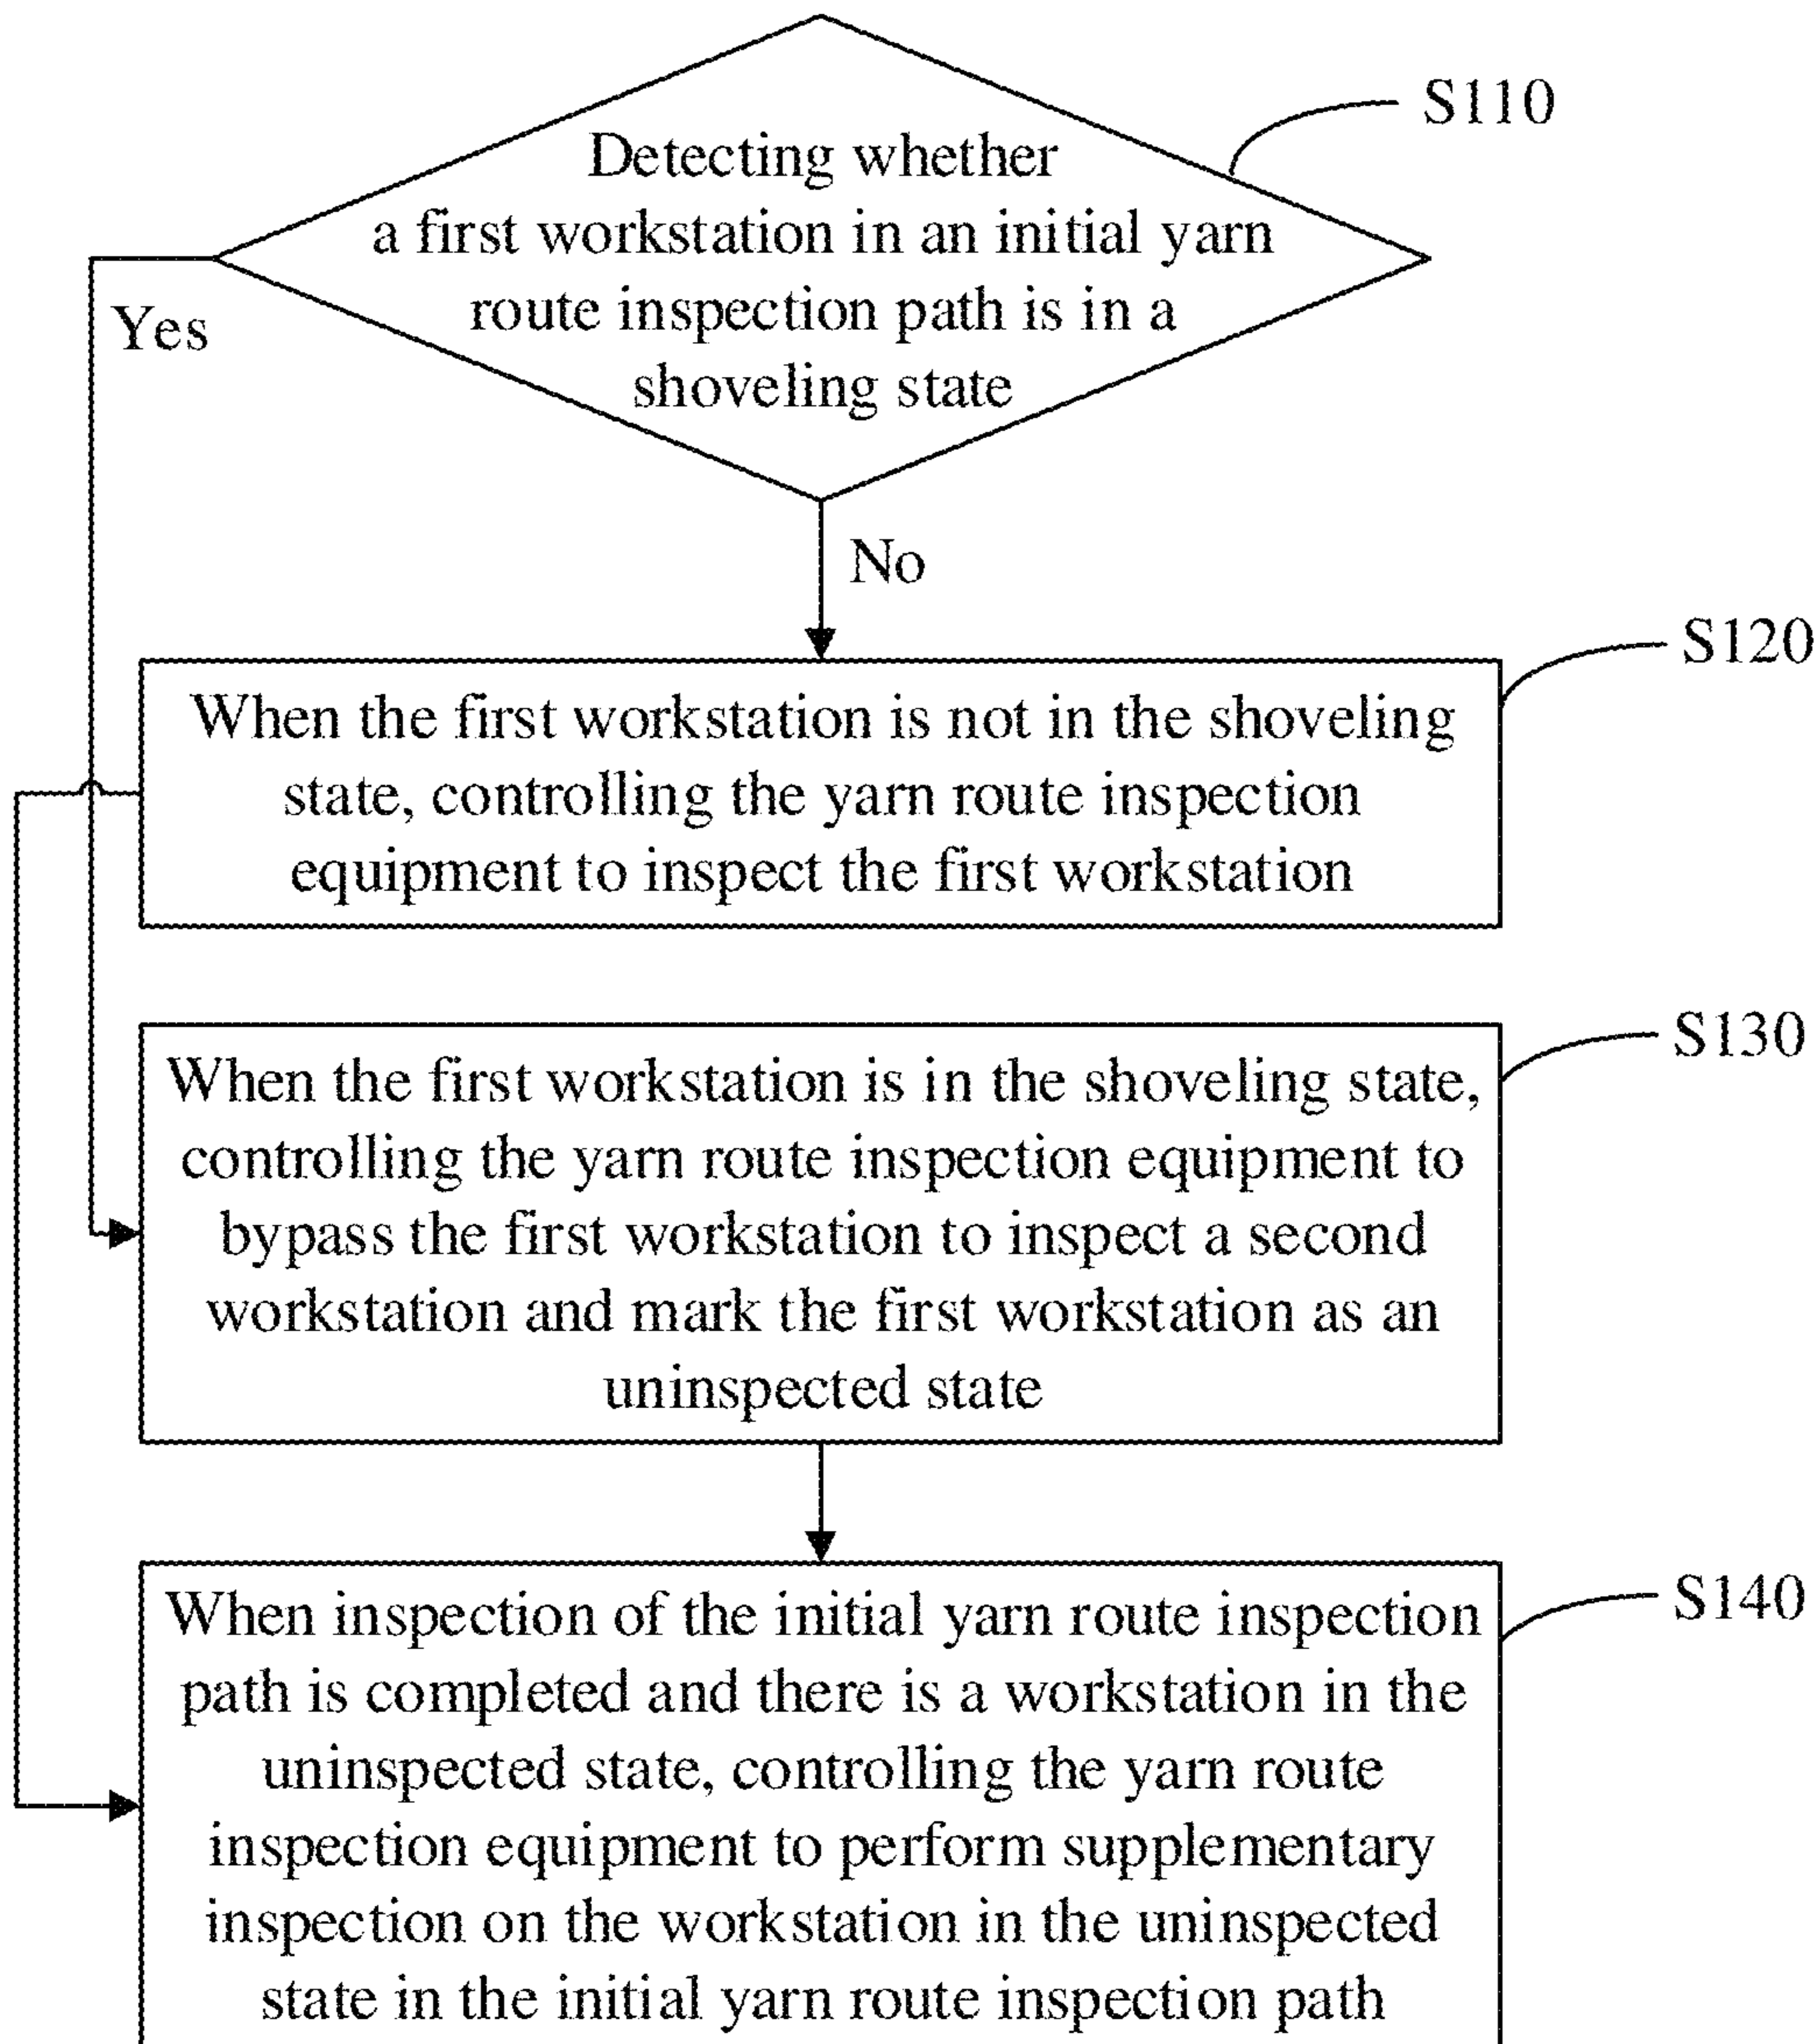 Detecting whether
S110
a first workstation in an initial yarn
route inspection path is in a
shoveling state
Yes
No
S120
When the first workstation is not in the shoveling
state, controlling the yarn route inspection
equipment to inspect the first workstation
S130
When the first workstation is in the shoveling state,
controlling the yarn route inspection equipment to
bypass the first workstation to inspect a second
workstation and mark the first workstation as an
uninspected state
S140
When inspection of the initial yarn route inspection
path is completed and there is a workstation in the
uninspected state, controlling the yarn route
inspection equipment to perform supplementary
inspection on the workstation in the uninspected
state in the initial yarn route inspection path